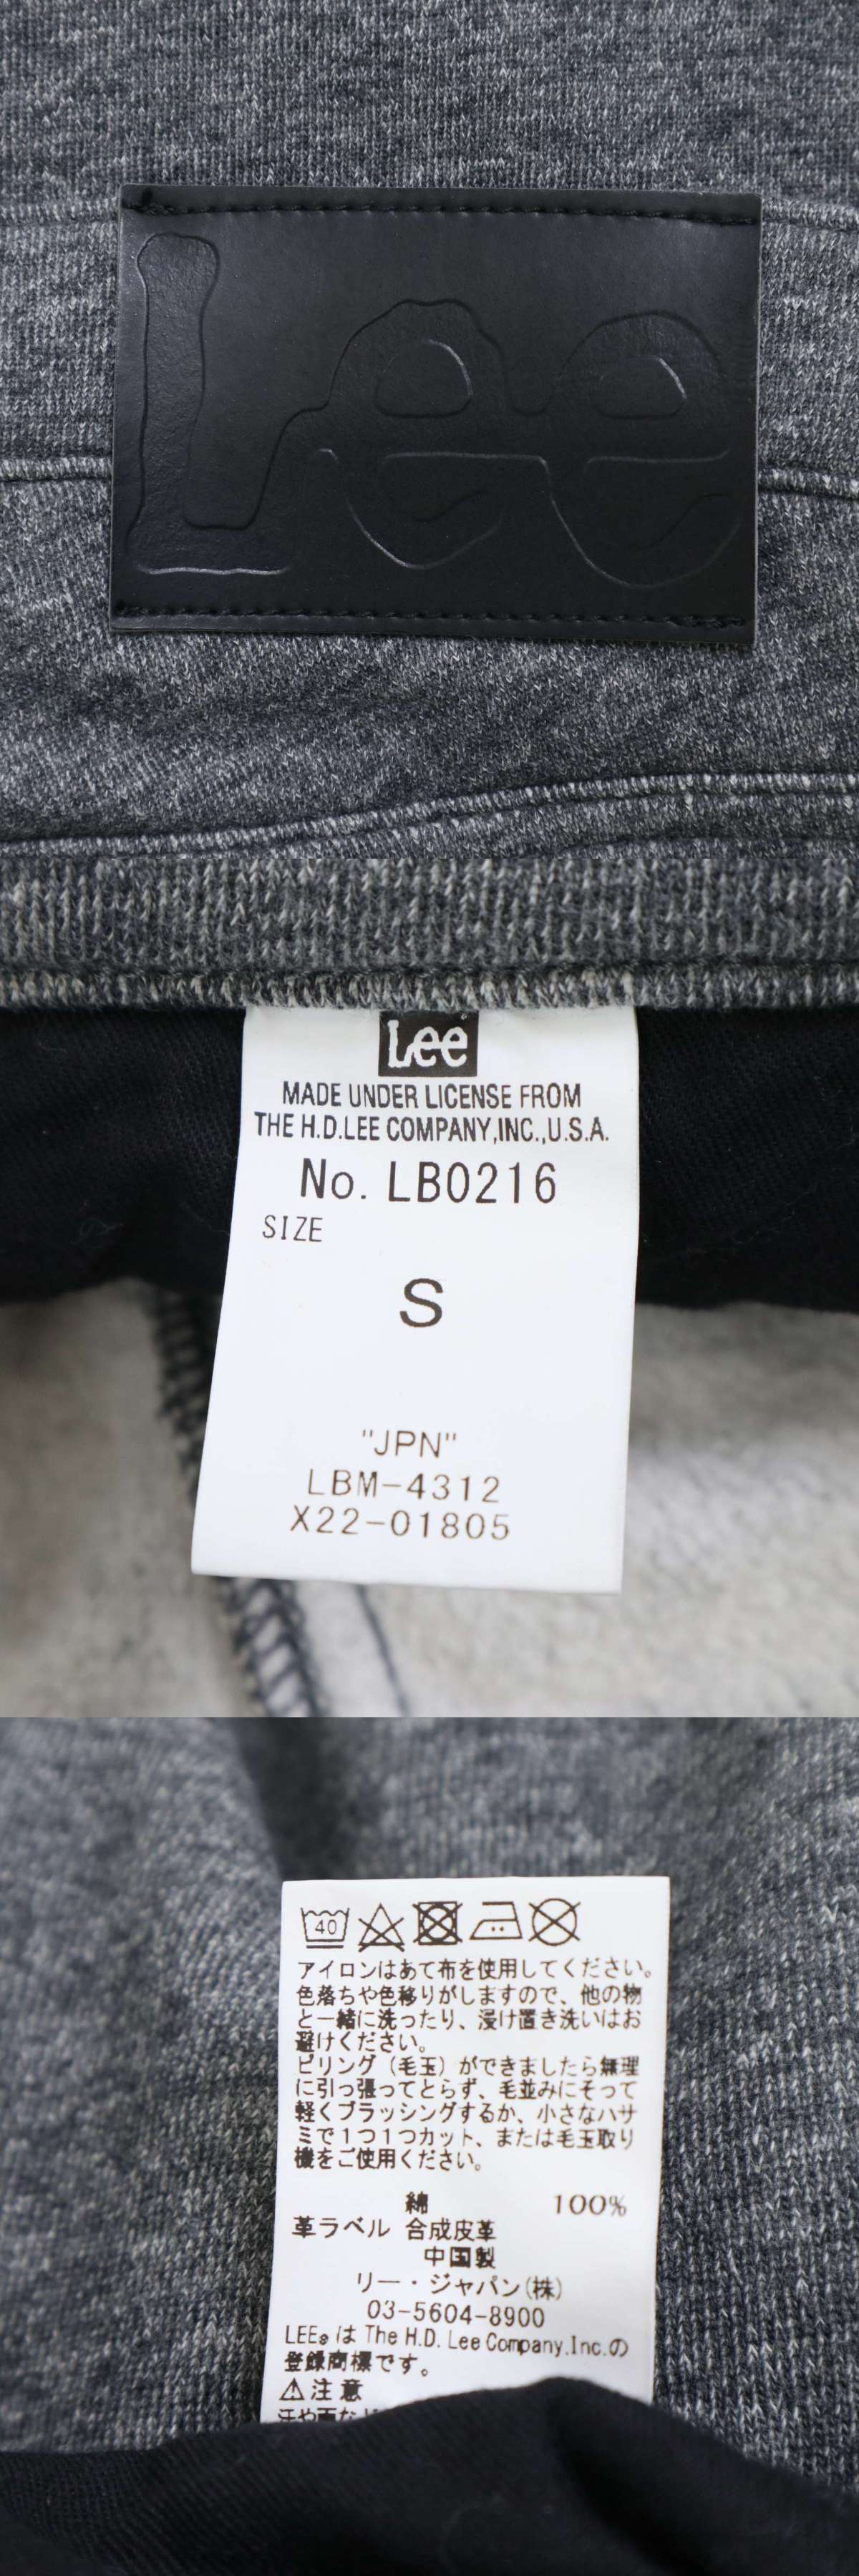 Lee
Lee
MADE UNDER LICENSE FROM
THE H.D.LEE COMPANY,INC.,U.S.A.
No. LB0216
SIZE
S
"JPN"
LBM-4312
X22-01805
40
アイロンはあて布を使用してください。
色落ちや色移りがしますので、他の物
と一緒に洗ったり、浸け置き洗いはお
避けください。
ピリング（毛玉）ができましたら無理
に引っ張ってとらず、毛並みにそって
軽くブラッシングするか、小さなハサ
ミで1つ1つカット、または毛玉取り
機をご使用ください。
綿 100%
革ラベル 合成皮革
中国製
リー・ジャパン(株)
03-5604-8900
LEE® は The H.D. Lee Company.Inc.の
登録商標です。
⚠注意
汗や雨など